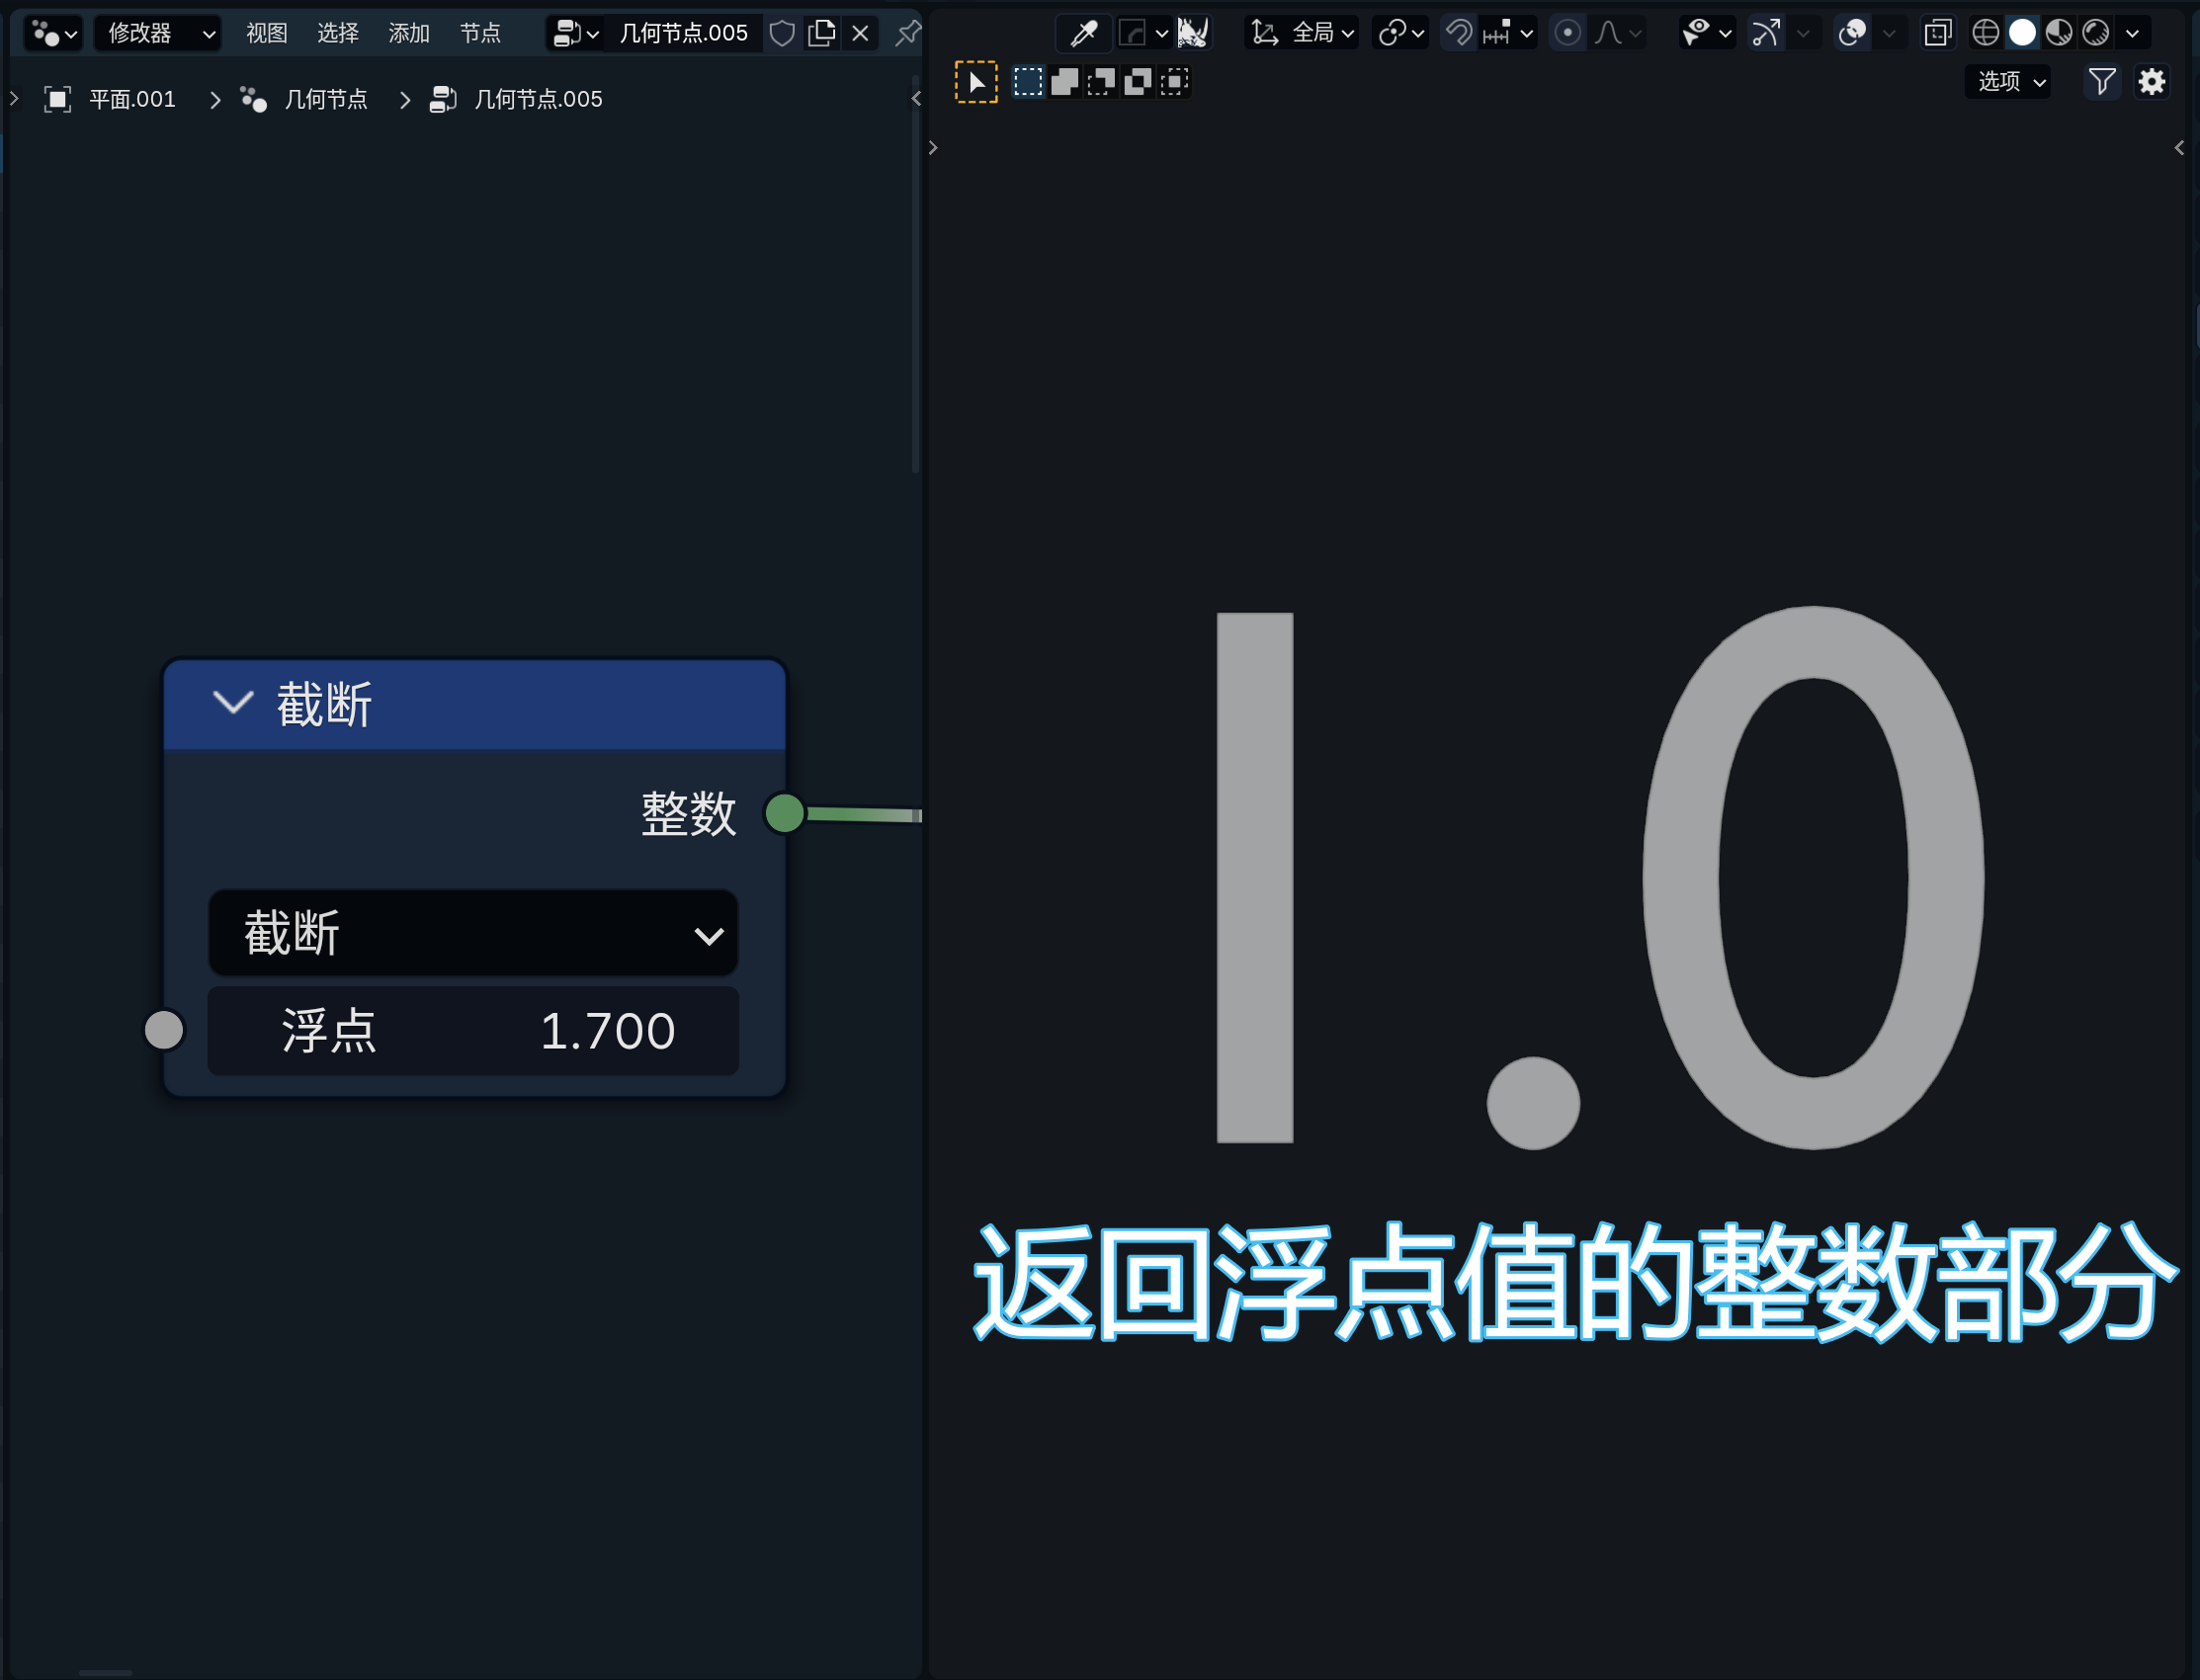 修改器 视图 选择 添加 节点 几何节点.005 全局
选项
平面.001 几何节点 几何节点.005
截断
整数
截断
浮点 1.700
1.0
返回浮点值的整数部分